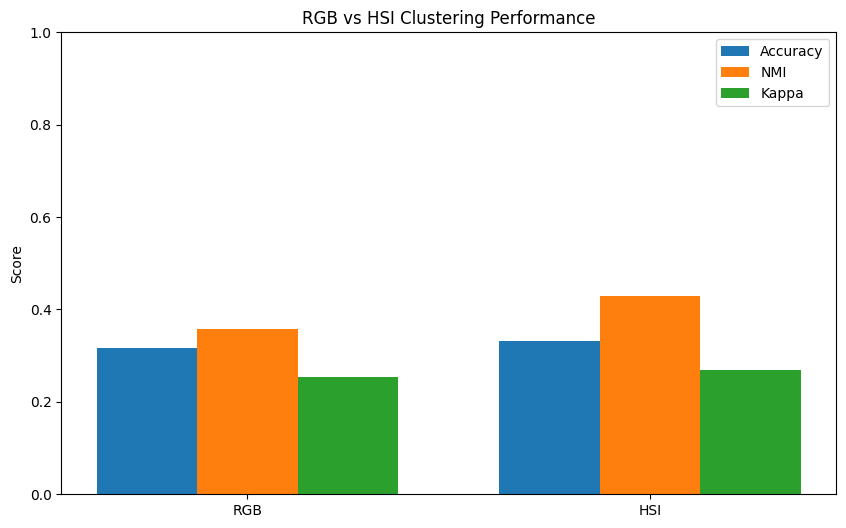 RGB vs HSI Clustering Performance
1.0
0.8
0.6
0.4
0.2
0.0
Score
Accuracy
NMI
Kappa
RGB
HSI